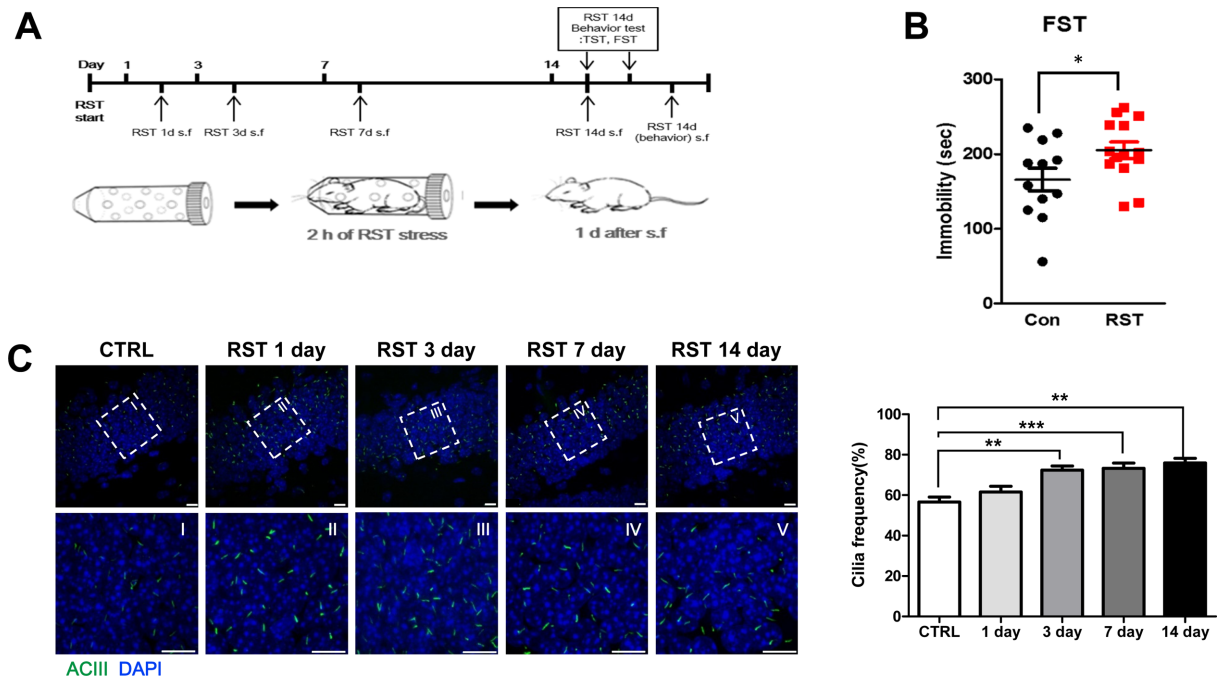 A
RST 14d
Behavior test
:TST, FST
Day
1
3
7
14
RST
start
RST 1d s.f
RST 3d s.f
RST 7d s.f
RST 14d s.f
RST 14d
(behavior) s.f
2 h of RST stress
1 d after s.f
B
FST
*
Immobility (sec)
300
200
100
0
Con
RST
C
CTRL
RST 1 day
RST 3 day
RST 7 day
RST 14 day
I
II
III
IV
V
I
II
III
IV
V
ACIII DAPI
Cilia frequency(%)
100
80
60
40
20
0
**
***
**
CTRL
1 day
3 day
7 day
14 day